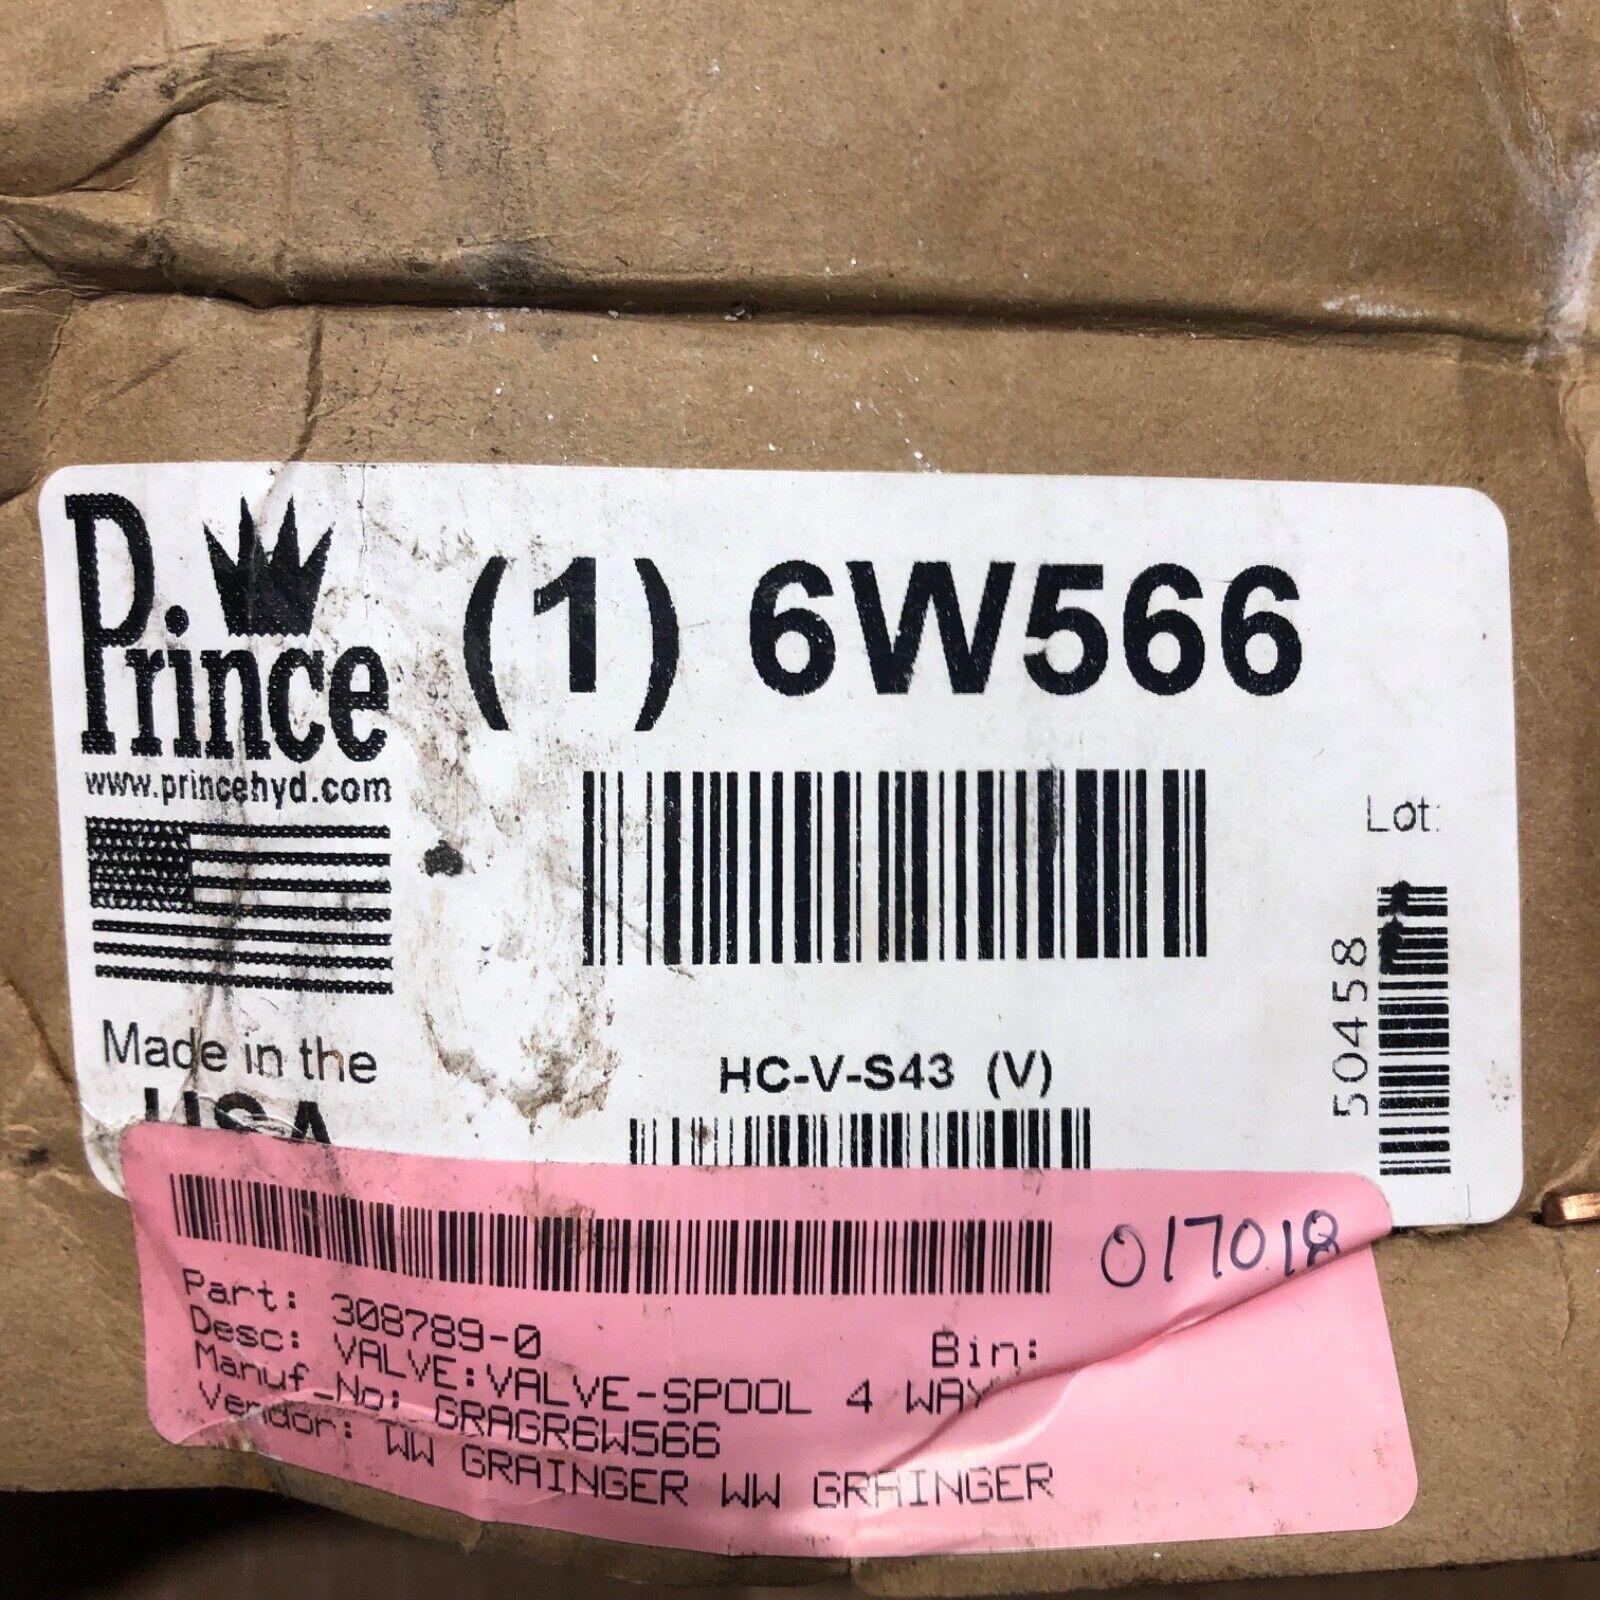 Prince
(1) 6W566
www.princehyd.com
Lot:
50458
Made in the
USA
HC-V-S43 (V)
017018
Part: 308789-0
Bin:
Desc: VALVE:VALVE-SPOOL 4 WAY
Manuf_No: GRAGR6W566
Vendor: WW GRAINGER WW GRAINGER